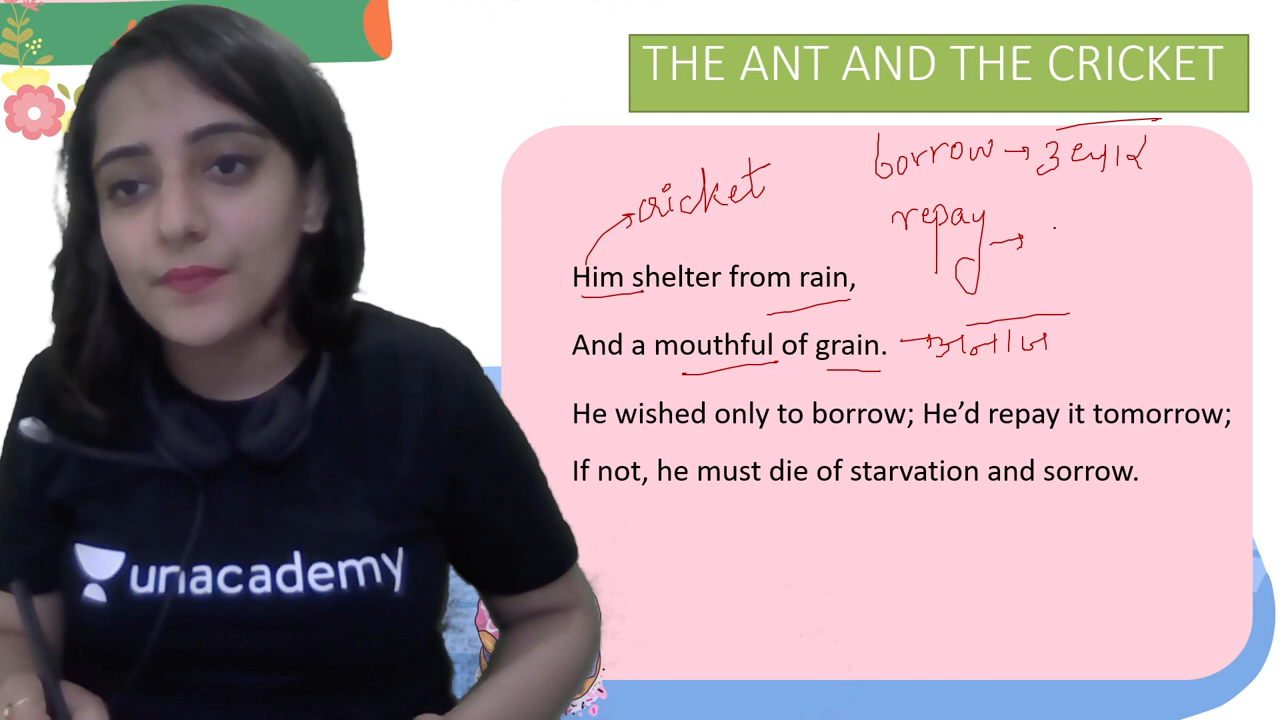 THE ANT AND THE CRICKET
borrow → उधार
cricket
repay →
Him shelter from rain,
And a mouthful of grain. → अनाज
He wished only to borrow; He’d repay it tomorrow;
If not, he must die of starvation and sorrow.
unacademy